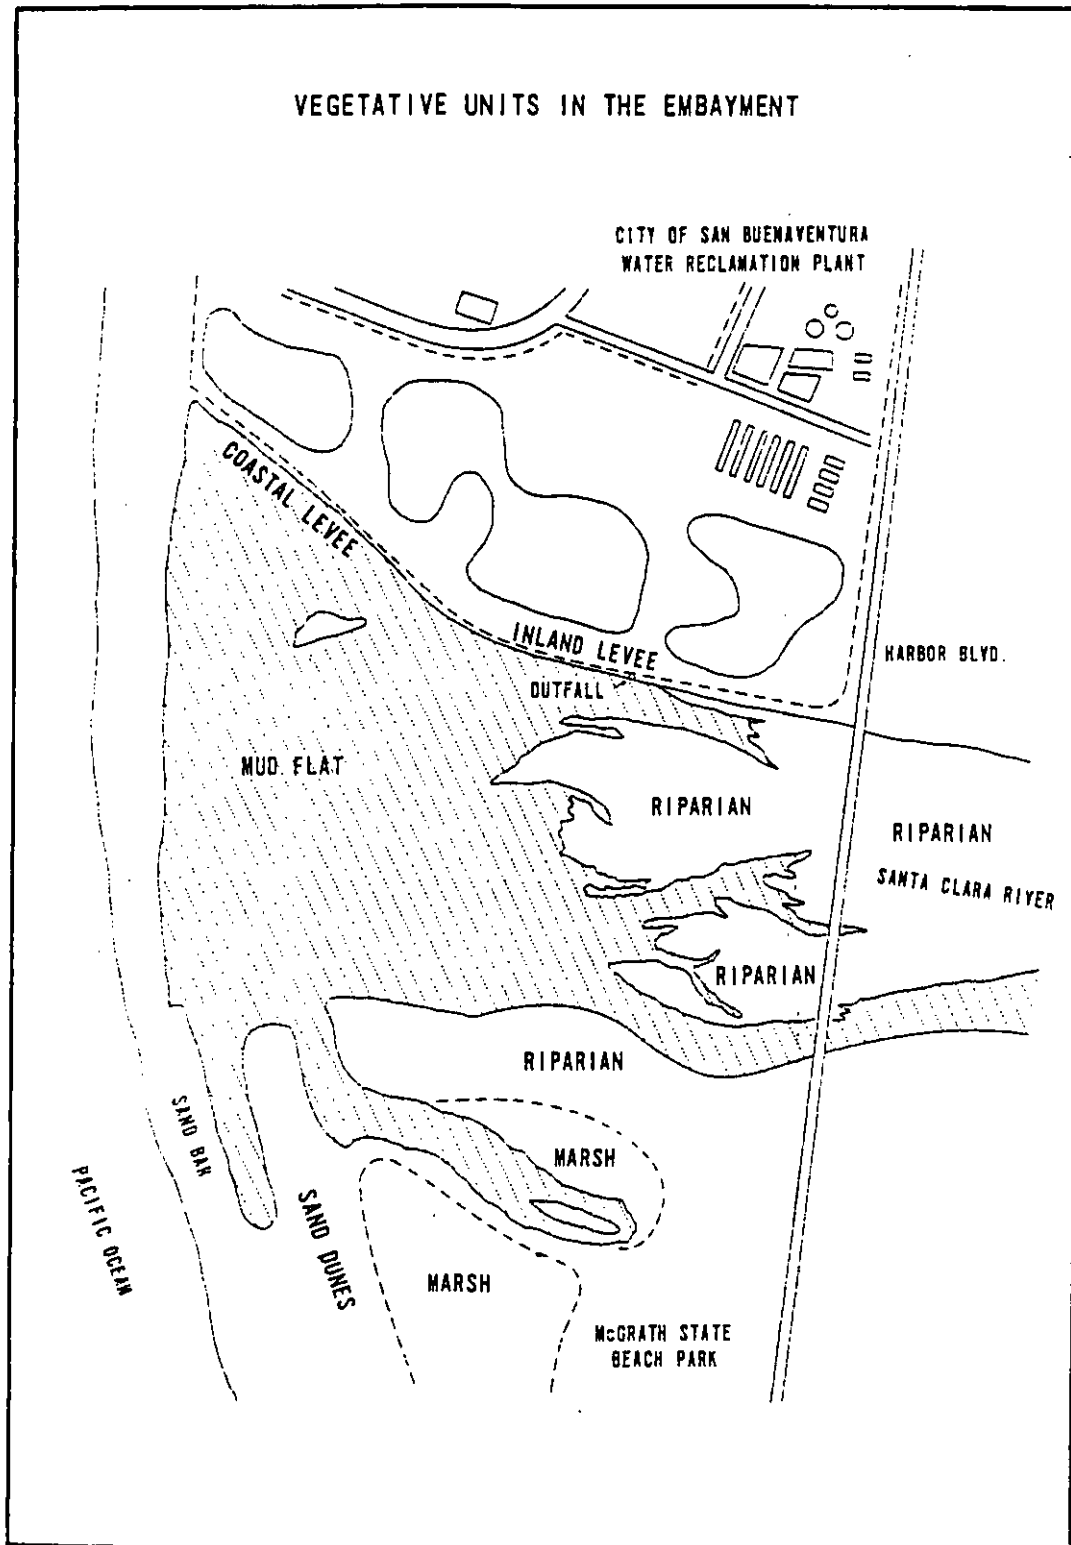 VEGETATIVE UNITS IN THE EMBAYMENT
CITY OF SAN BUENAVENTURA
WATER RECLAMATION PLANT
COASTAL LEVEE
INLAND LEVEE
HARBOR BLVD.
OUTFALL
MUD FLAT
RIPARIAN
RIPARIAN
SANTA CLARA RIVER
RIPARIAN
RIPARIAN
SAND BAR
MARSH
PACIFIC OCEAN
SAND DUNES
MARSH
McGRATH STATE
BEACH PARK